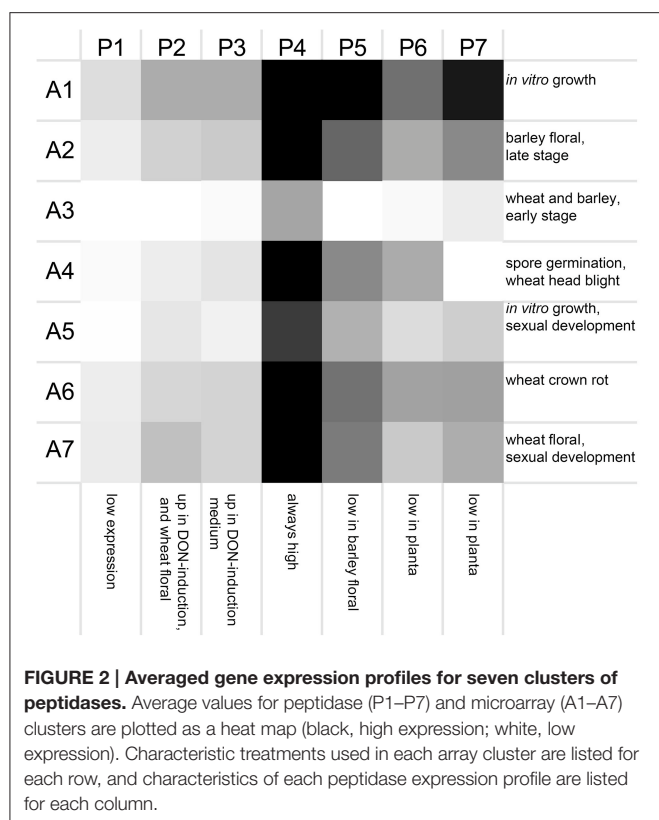 P1 P2 P3 P4 P5 P6 P7
A1
in vitro growth
A2
barley floral,
late stage
A3
wheat and barley,
early stage
A4
spore germination,
wheat head blight
A5
in vitro growth,
sexual development
A6
wheat crown rot
A7
wheat floral,
sexual development
low expression
up in DON-induction,
and wheat floral
up in DON-induction
medium
always high
low in barley floral
low in planta
low in planta
FIGURE 2 | Averaged gene expression profiles for seven clusters of
peptidases. Average values for peptidase (P1–P7) and microarray (A1–A7)
clusters are plotted as a heat map (black, high expression; white, low
expression). Characteristic treatments used in each array cluster are listed for
each row, and characteristics of each peptidase expression profile are listed
for each column.